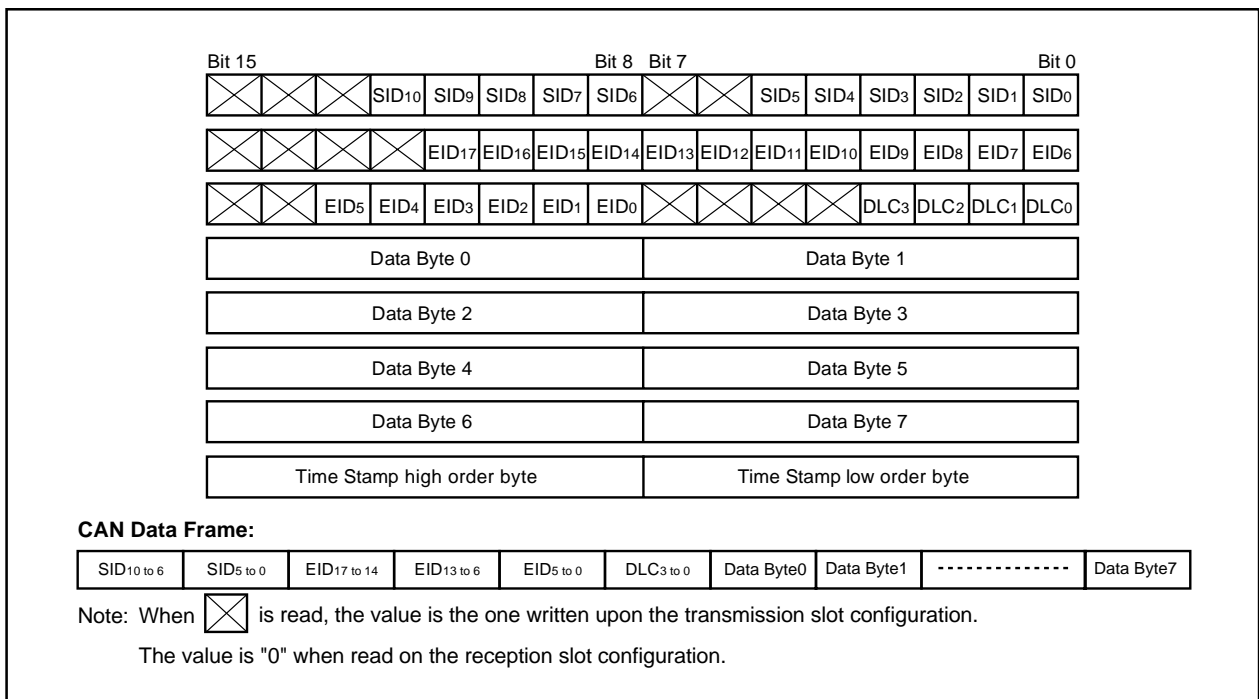 Bit 15 Bit 8 Bit 7 Bit 0
SID10 SID9 SID8 SID7 SID6 SID5 SID4 SID3 SID2 SID1 SID0
EID17 EID16 EID15 EID14 EID13 EID12 EID11 EID10 EID9 EID8 EID7 EID6
EID5 EID4 EID3 EID2 EID1 EID0 DLC3 DLC2 DLC1 DLC0
Data Byte 0 Data Byte 1
Data Byte 2 Data Byte 3
Data Byte 4 Data Byte 5
Data Byte 6 Data Byte 7
Time Stamp high order byte Time Stamp low order byte
CAN Data Frame:
SID10 to 6 SID5 to 0 EID17 to 14 EID13 to 6 EID5 to 0 DLC3 to 0 Data Byte0 Data Byte1 Data Byte7
Note: When is read, the value is the one written upon the transmission slot configuration.
The value is "0" when read on the reception slot configuration.